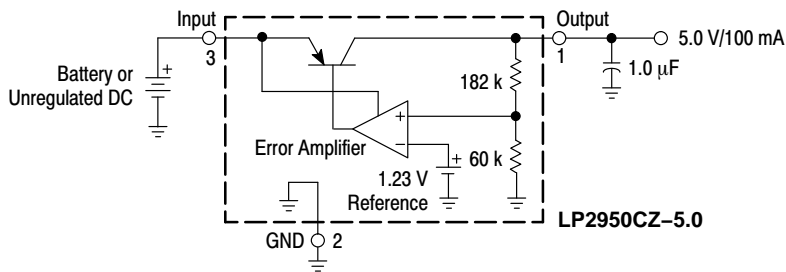 Input
3
Output
1
5.0 V/100 mA
1.0 μF
Battery or
Unregulated DC
+
182 k
+
−
Error Amplifier
+
60 k
1.23 V
Reference
LP2950CZ–5.0
GND 2